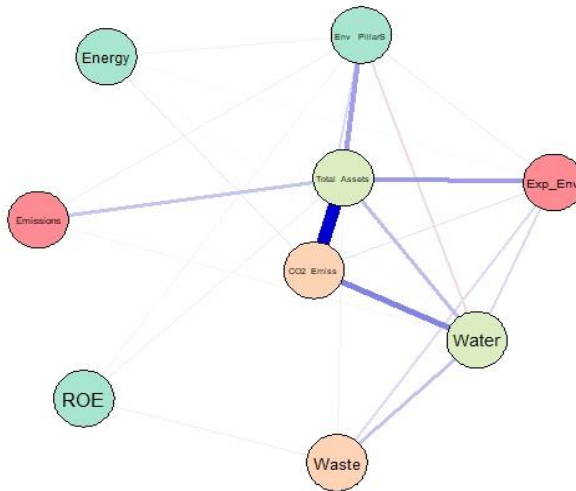 Env_PillarS
Energy
Total_Assets
Exp_Env
Emissions
CO2_Emiss
Water
ROE
Waste